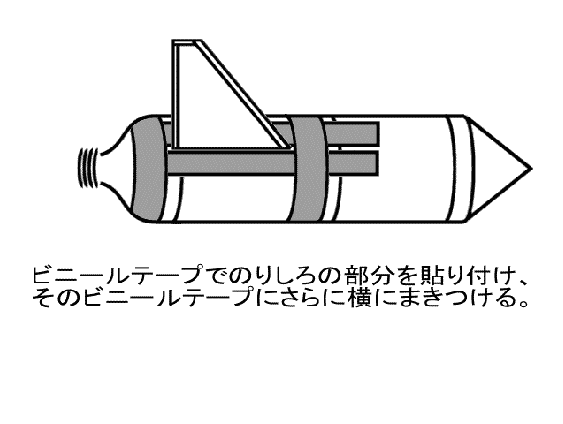 ビニールテープでのりしろの部分を貼り付け、
そのビニールテープにさらに横にまきつける。